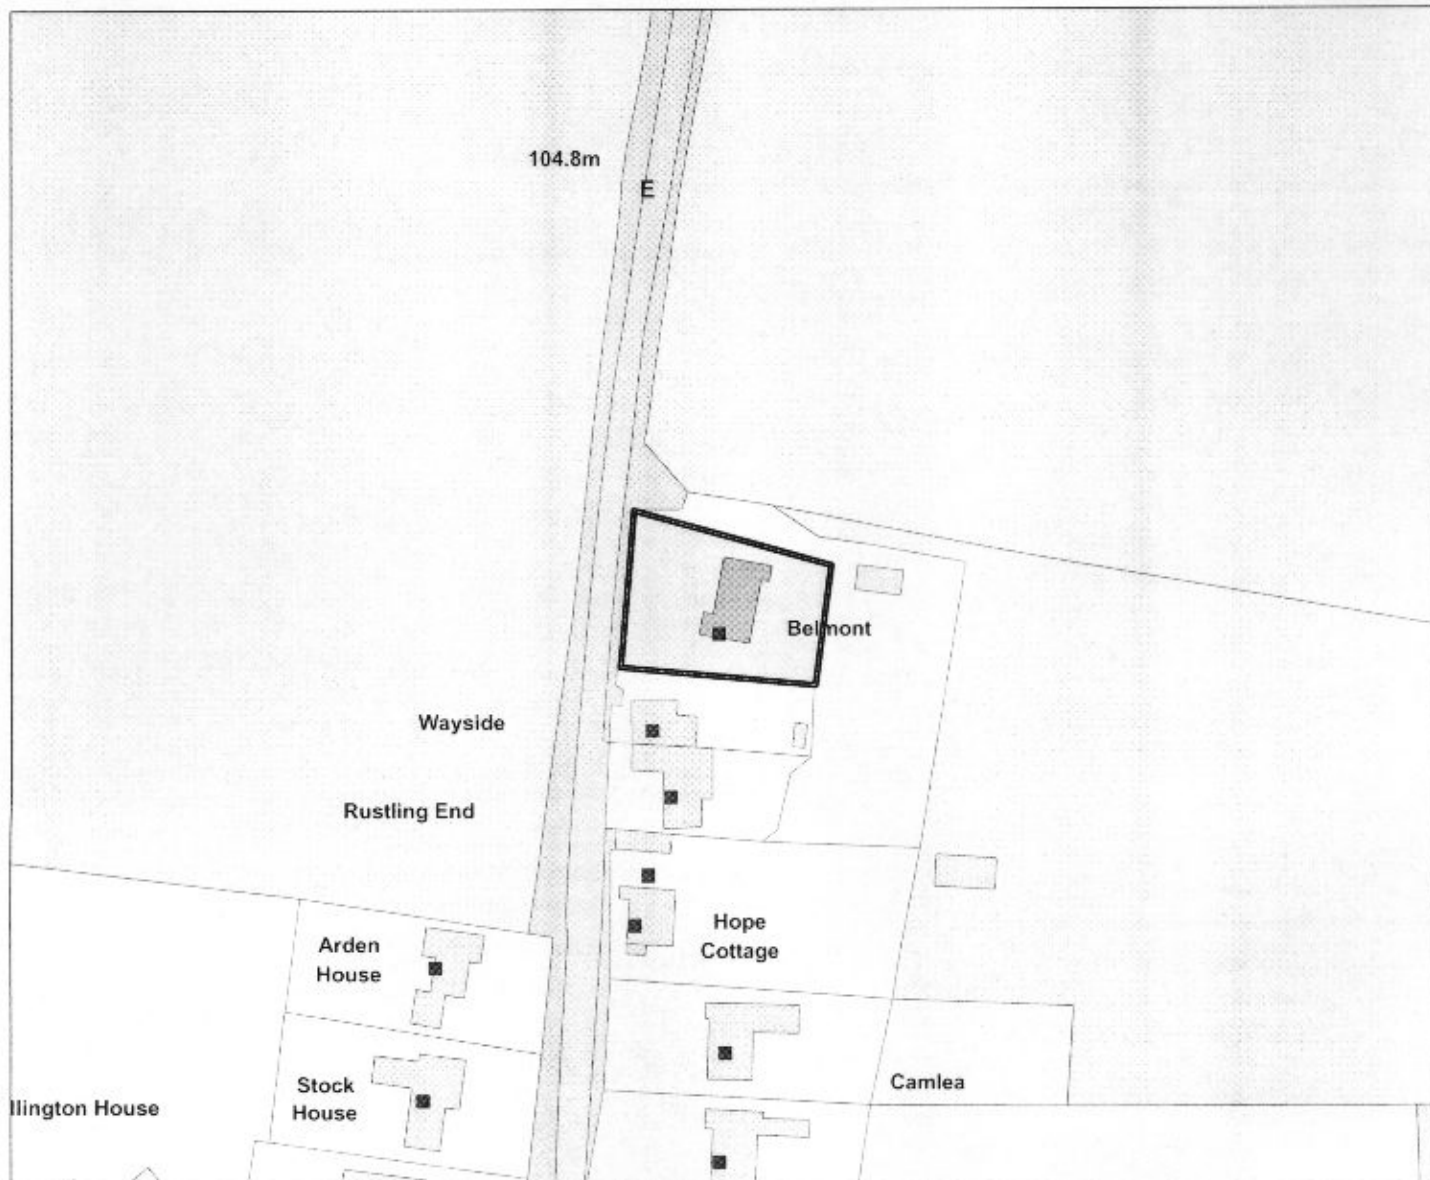 104.8m
E
Belmont
Wayside
Rustling End
Hope
Cottage
Arden
House
Camlea
Stock
House
llington House